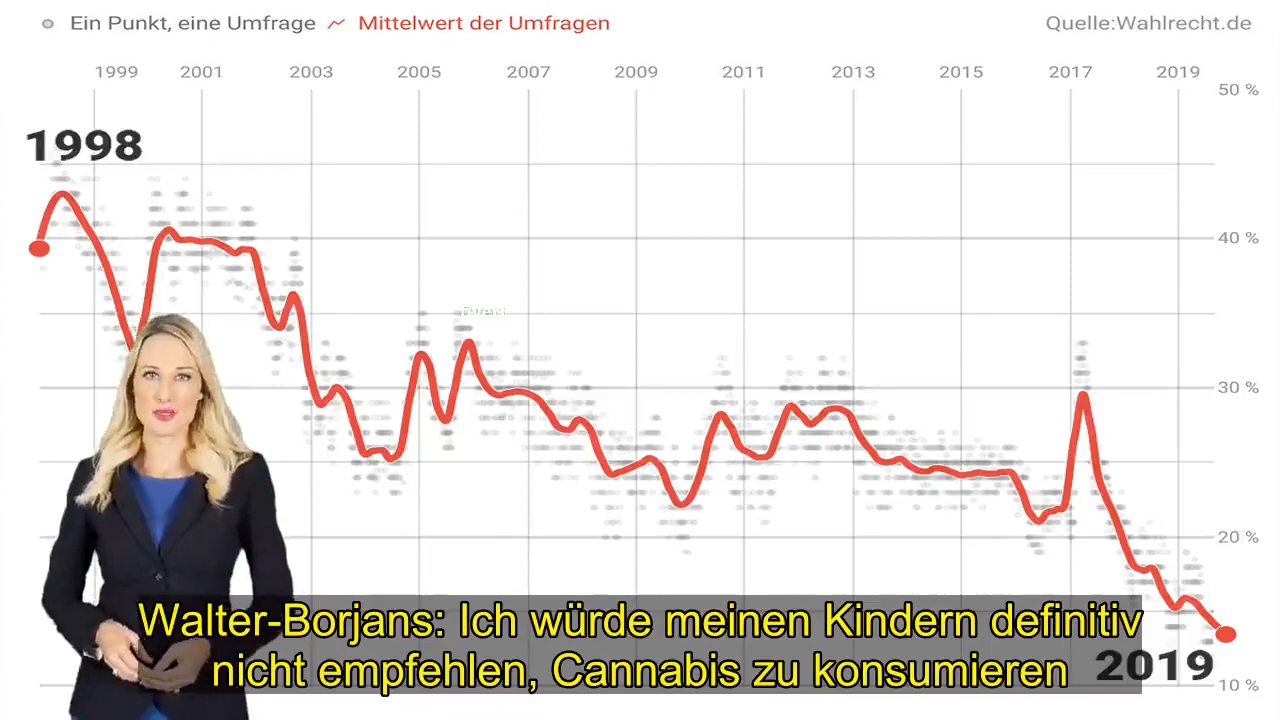 Ein Punkt, eine Umfrage Mittelwert der Umfragen Quelle:Wahlrecht.de
1999 2001 2003 2005 2007 2009 2011 2013 2015 2017 2019
50 %
1998
40 %
30 %
20 %
Walter-Borjans: Ich würde meinen Kindern definitiv
nicht empfehlen, Cannabis zu konsumieren
2019
10 %